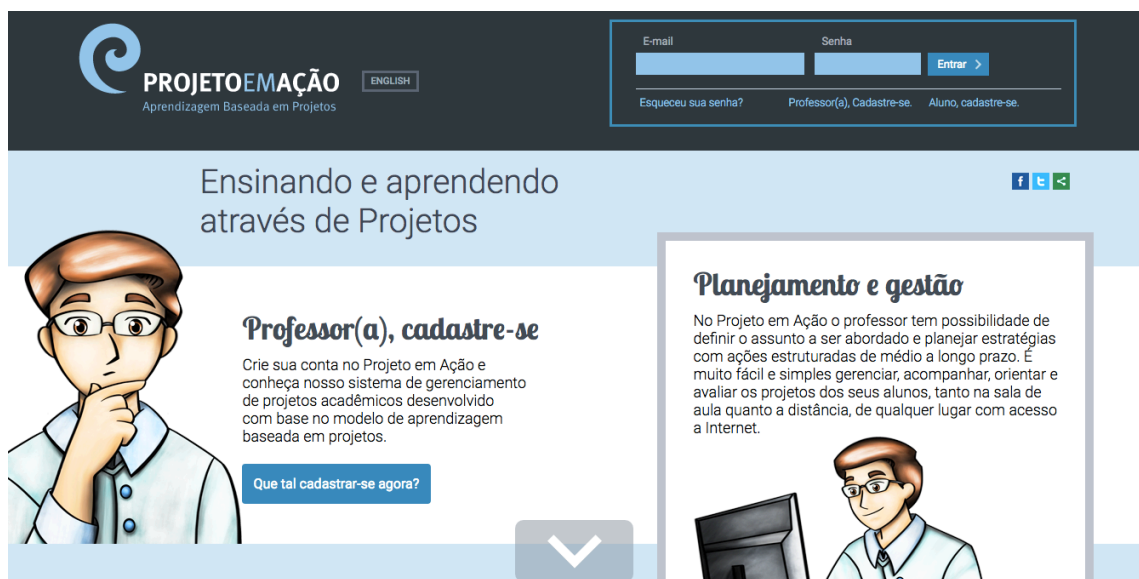 PROJETOEMAÇÃO
Aprendizagem Baseada em Projetos
ENGLISH
E-mail
Senha
Entrar
Esqueceu sua senha?
Professor(a), Cadastre-se.
Aluno, cadastre-se.
Ensinando e aprendendo
através de Projetos
Professor(a), cadastre-se
Crie sua conta no Projeto em Ação e
conheça nosso sistema de gerenciamento
de projetos acadêmicos desenvolvido
com base no modelo de aprendizagem
baseada em projetos.
Que tal cadastrar-se agora?
Planejamento e gestão
No Projeto em Ação o professor tem possibilidade de
definir o assunto a ser abordado e planejar estratégias
com ações estruturadas de médio a longo prazo. É
muito fácil e simples gerenciar, acompanhar, orientar e
avaliar os projetos dos seus alunos, tanto na sala de
aula quanto a distância, de qualquer lugar com acesso
a Internet.